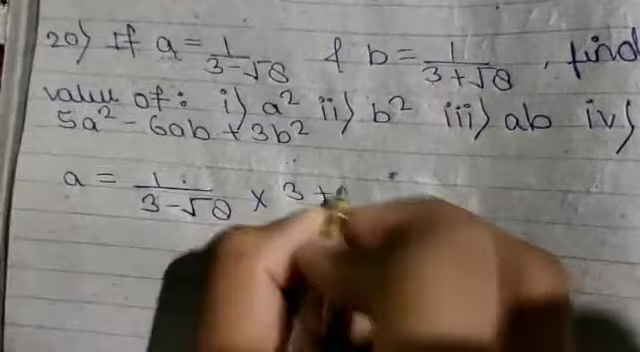 20) If a = 1/(3-√8) & b = 1/(3+√8), find
value of: i) a² ii) b² iii) ab iv)
5a² - 6ab + 3b²
a = 1/(3-√8) × 3 +